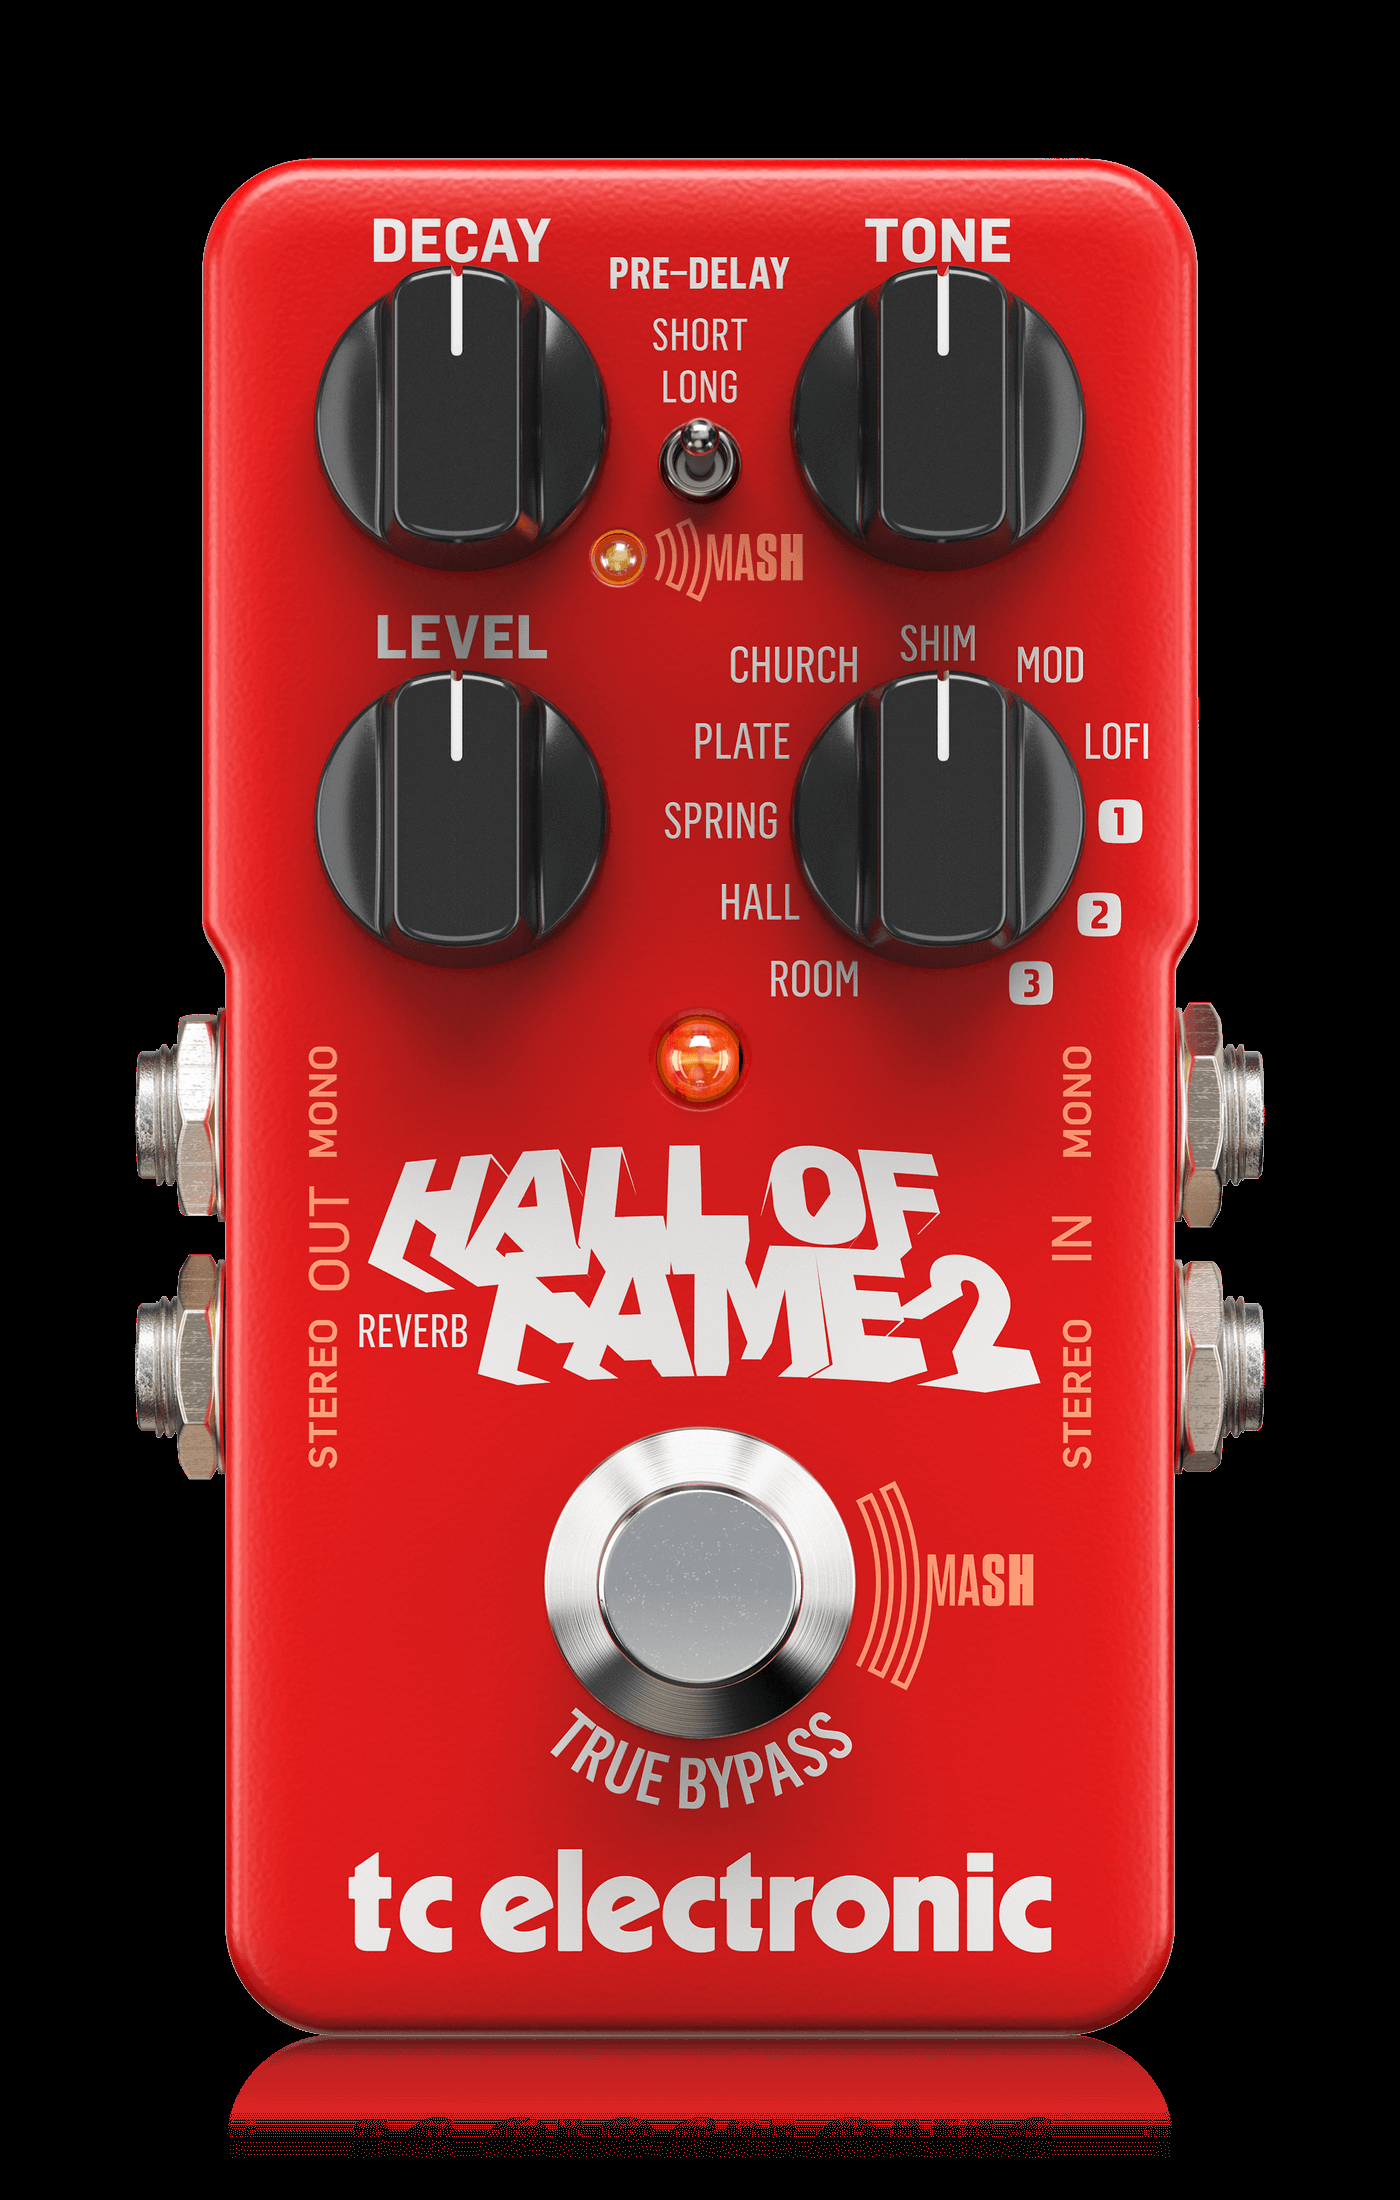 DECAY
TONE
PRE-DELAY
SHORT
LONG
MASH
LEVEL
CHURCH
SHIM
MOD
PLATE
LOFI
SPRING
1
HALL
2
ROOM
3
STEREO OUT MONO
STEREO IN MONO
HALL OF
FAME 2
REVERB
MASH
TRUE BYPASS
tc electronic